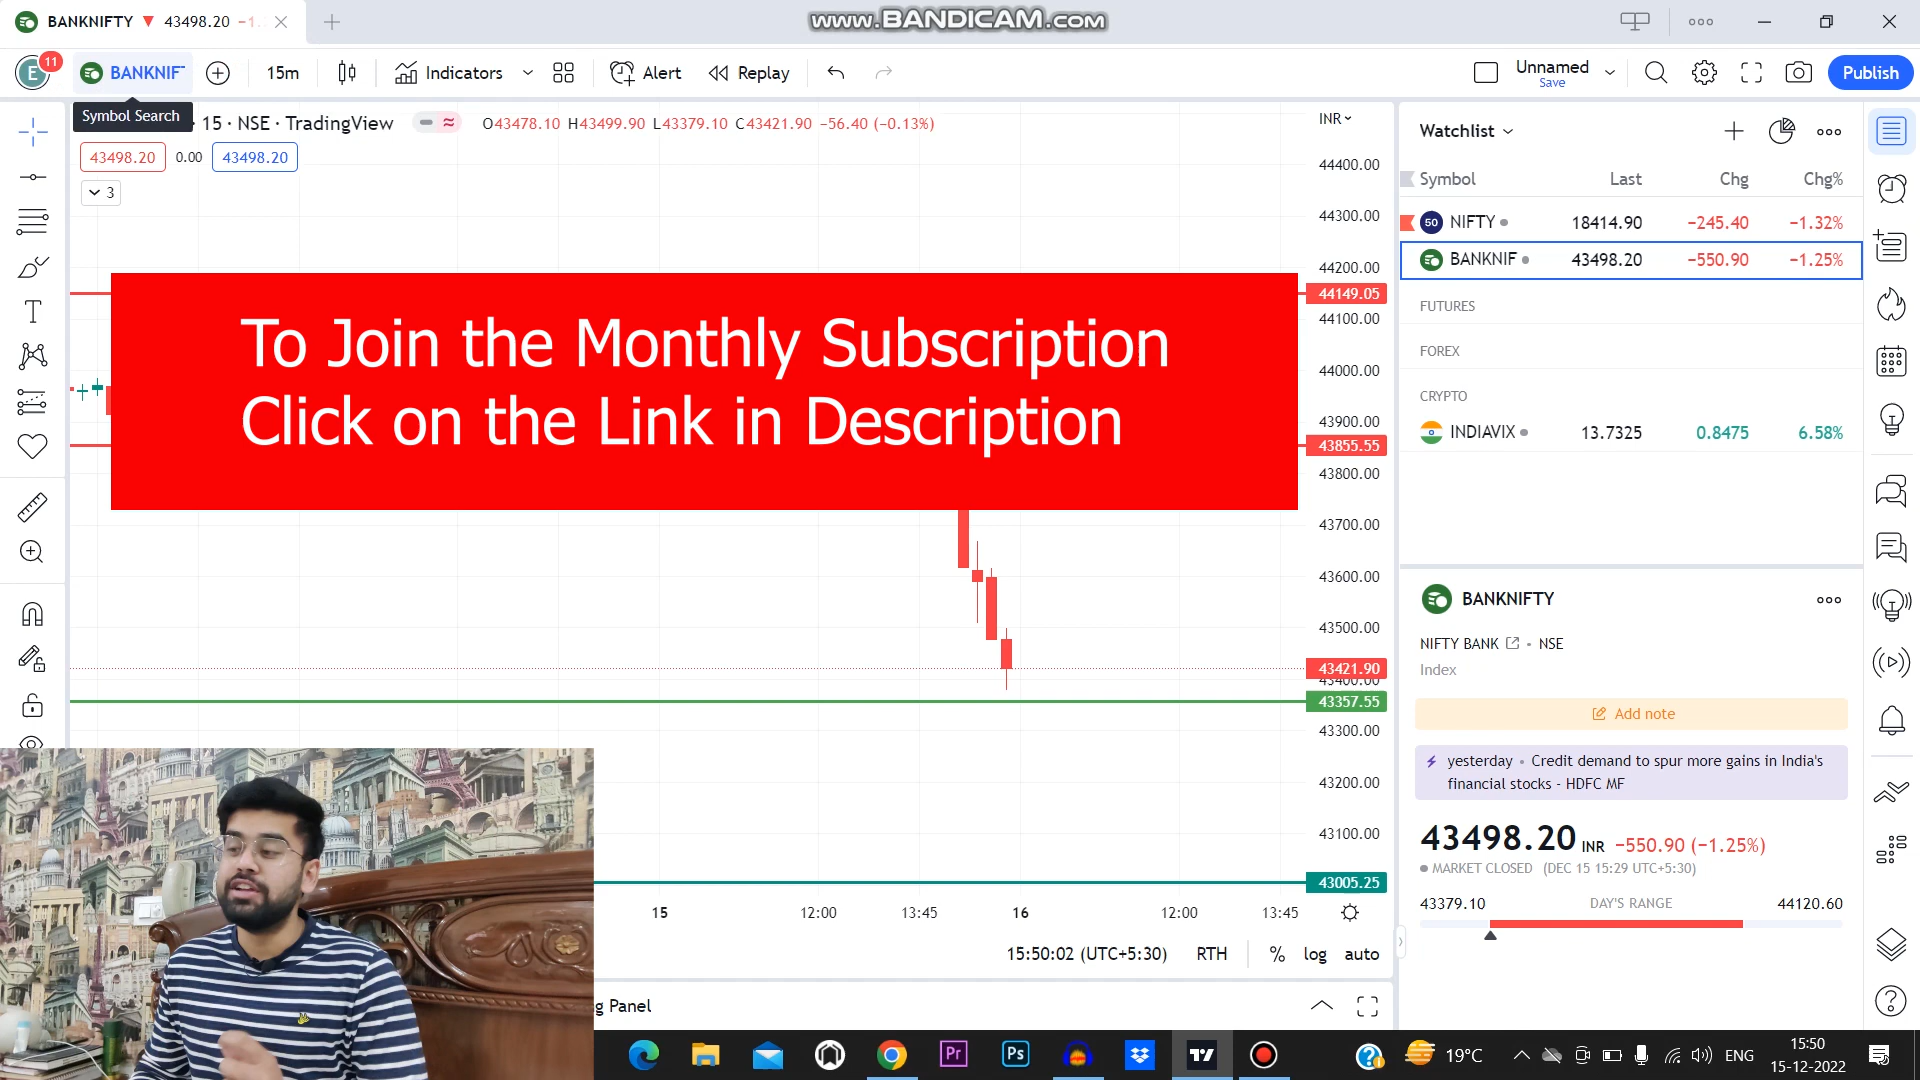 BANKNIFTY ▼ 43498.20 −1.
www.BANDICAM.com
E 11
BANKNIF
15m
Indicators
Alert
Replay
Unnamed
Save
Publish
Symbol Search
· 15 · NSE · TradingView
O43478.10 H43499.90 L43379.10 C43421.90 −56.40 (−0.13%)
INR
43498.20 0.00 43498.20
3
44400.00
44300.00
44200.00
44149.05
44100.00
44000.00
43900.00
43855.55
43800.00
43700.00
43600.00
43500.00
43421.90
43400.00
43357.55
43300.00
43200.00
43100.00
43005.25
To Join the Monthly Subscription
Click on the Link in Description
15 12:00 13:45 16 12:00 13:45
15:50:02 (UTC+5:30) RTH % log auto
g Panel
Watchlist
Symbol Last Chg Chg%
50 NIFTY 18414.90 −245.40 −1.32%
BANKNIF 43498.20 −550.90 −1.25%
FUTURES
FOREX
CRYPTO
INDIAVIX 13.7325 0.8475 6.58%
BANKNIFTY
NIFTY BANK • NSE
Index
Add note
yesterday • Credit demand to spur more gains in India's
financial stocks - HDFC MF
43498.20 INR −550.90 (−1.25%)
MARKET CLOSED (DEC 15 15:29 UTC+5:30)
43379.10 DAY'S RANGE 44120.60
Pr
Ps
19°C
ENG
15:50
15-12-2022